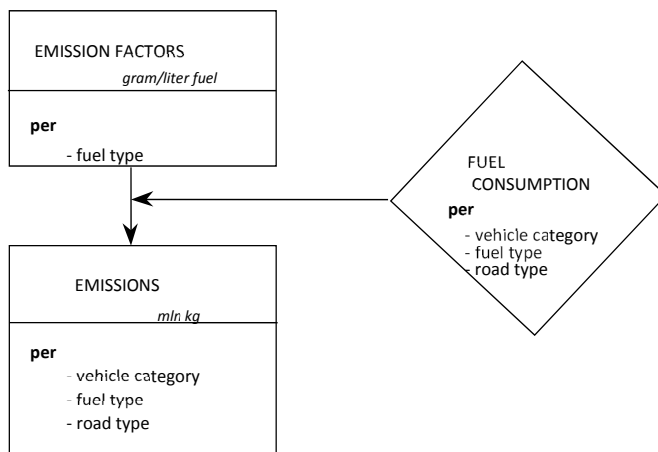 EMISSION FACTORS
gram/liter fuel
per
- fuel type
FUEL
CONSUMPTION
per
- vehicle category
- fuel type
- road type
EMISSIONS
mln kg
per
- vehicle category
- fuel type
- road type